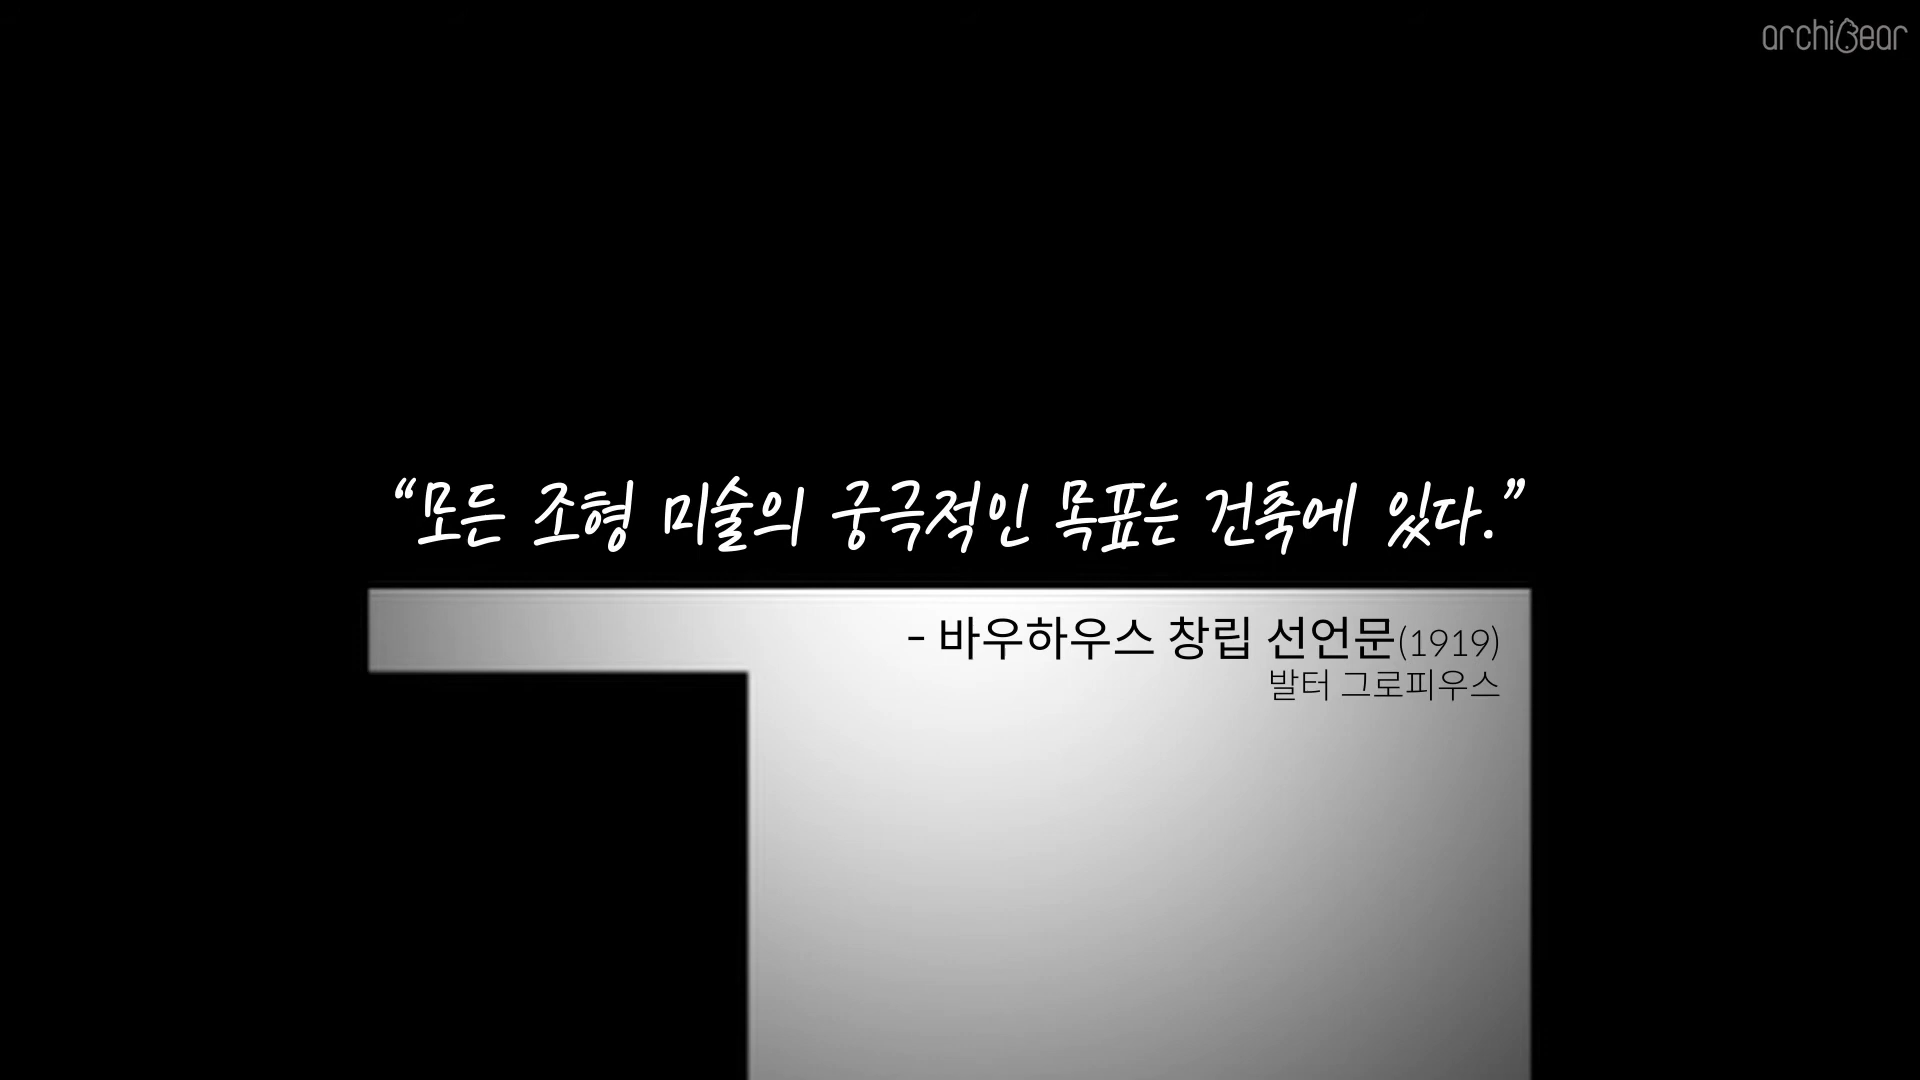 archiBear
“모든 조형 미술의 궁극적인 목표는 건축에 있다.”
- 바우하우스 창립 선언문(1919)
발터 그로피우스